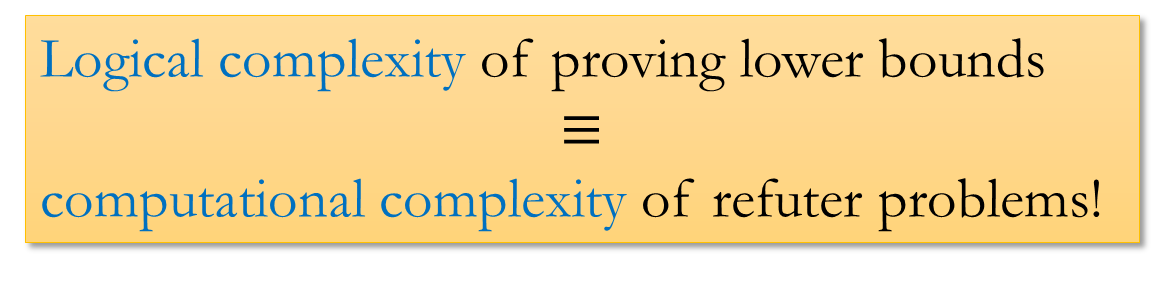 Logical complexity of proving lower bounds
≡
computational complexity of refuter problems!